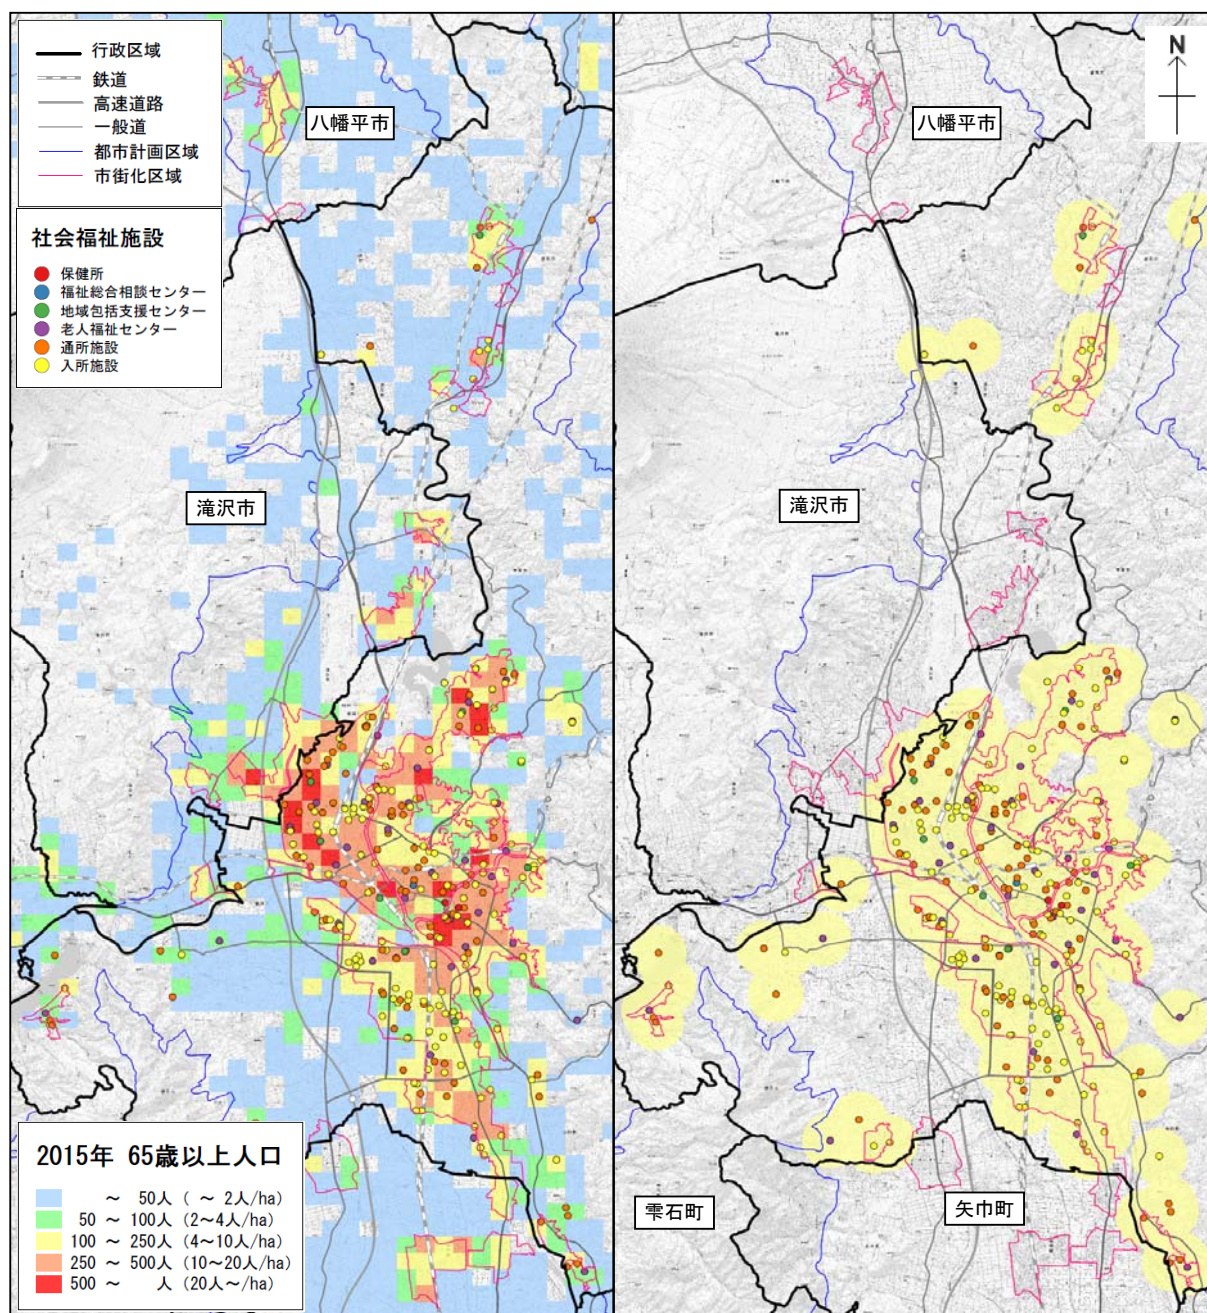 行政区域
鉄道
高速道路
一般道
都市計画区域
市街化区域
社会福祉施設
保健所
福祉総合相談センター
地域包括支援センター
老人福祉センター
通所施設
入所施設
八幡平市
滝沢市
2015年 65歳以上人口
～ 50人 ( ～ 2人/ha)
50 ～ 100人 (2～4人/ha)
100 ～ 250人 (4～10人/ha)
250 ～ 500人 (10～20人/ha)
500 ～ 人 (20人～/ha)
N
八幡平市
滝沢市
雫石町
矢巾町